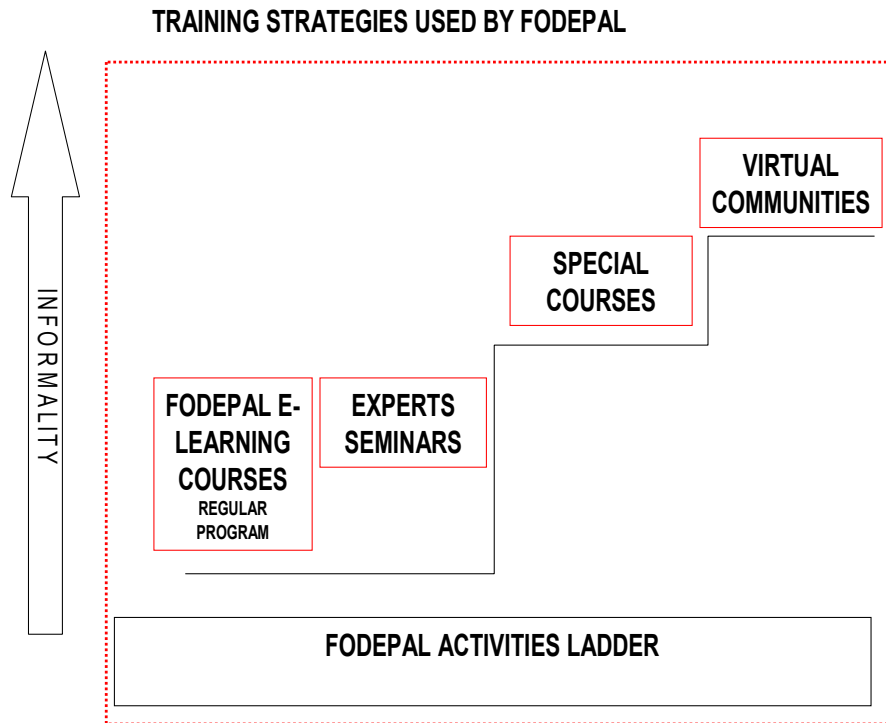 TRAINING STRATEGIES USED BY FODEPAL
VIRTUAL
COMMUNITIES
SPECIAL
COURSES
INFORMALITY
FODEPAL E-
LEARNING
COURSES
REGULAR
PROGRAM
EXPERTS
SEMINARS
FODEPAL ACTIVITIES LADDER